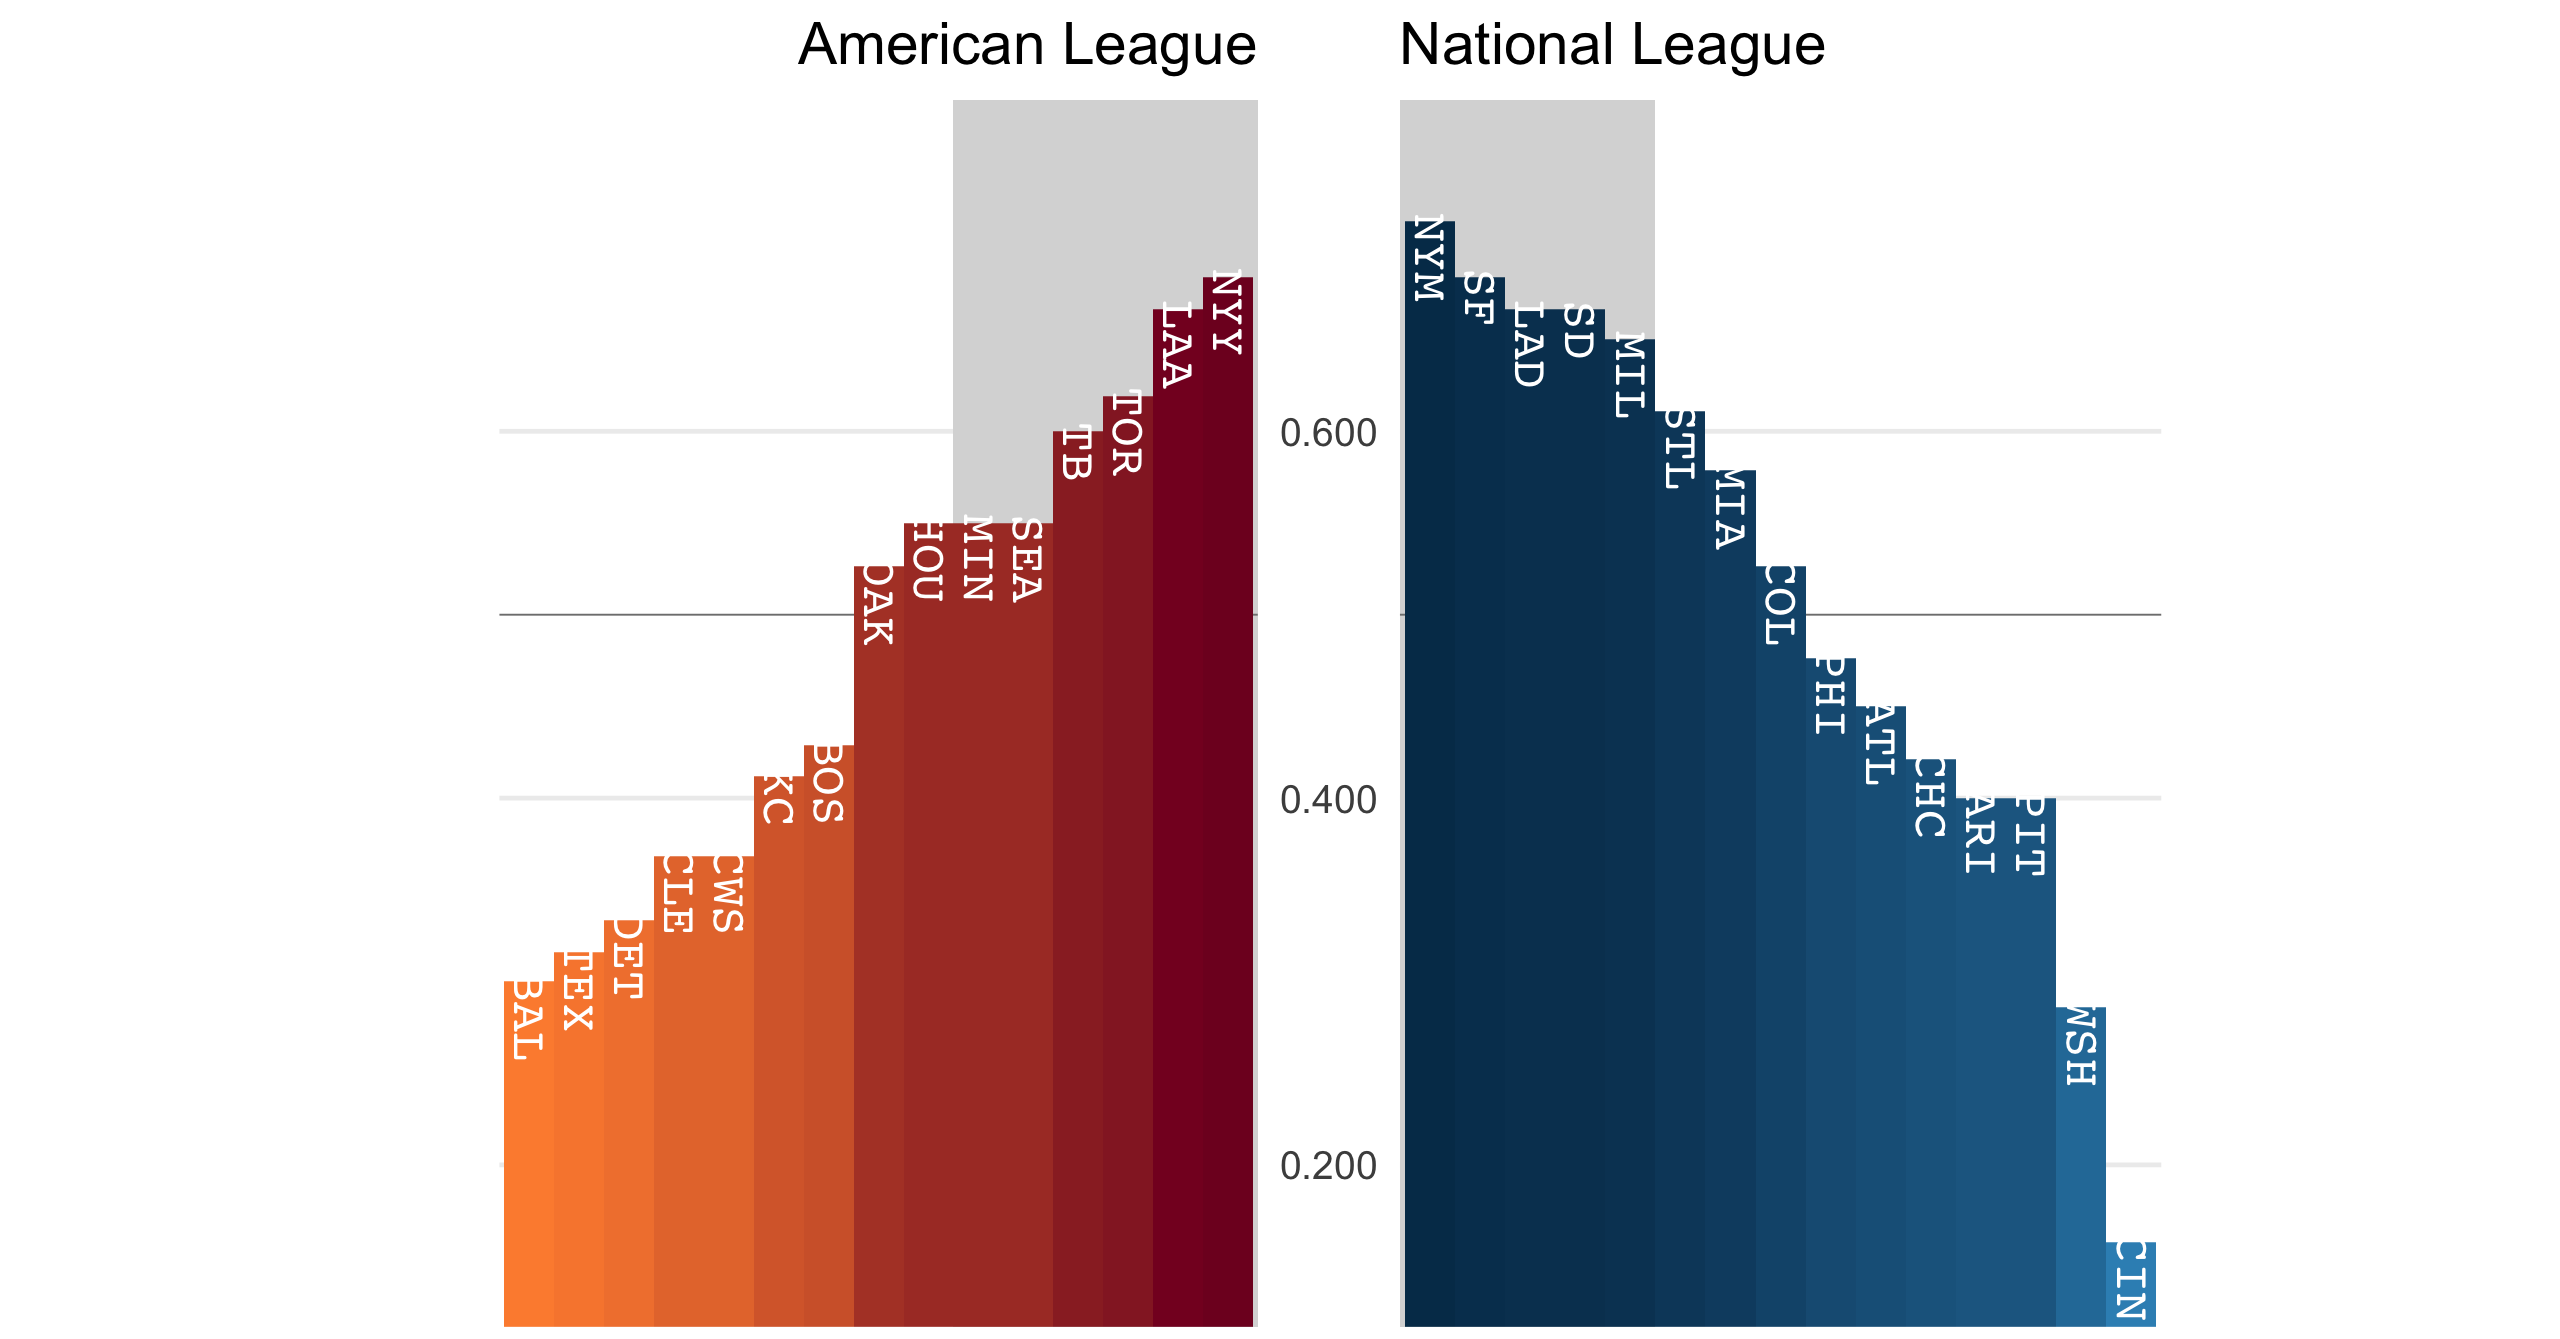 American League
National League
0.600
0.400
0.200
BAL
TEX
DET
CLE
CWS
KC
BOS
OAK
HOU
MIN
SEA
TB
TOR
LAA
NYY
NYM
SF
LAD
SD
MIL
STL
MIA
COL
PHI
ATL
CHC
ARI
PIT
WSH
CIN